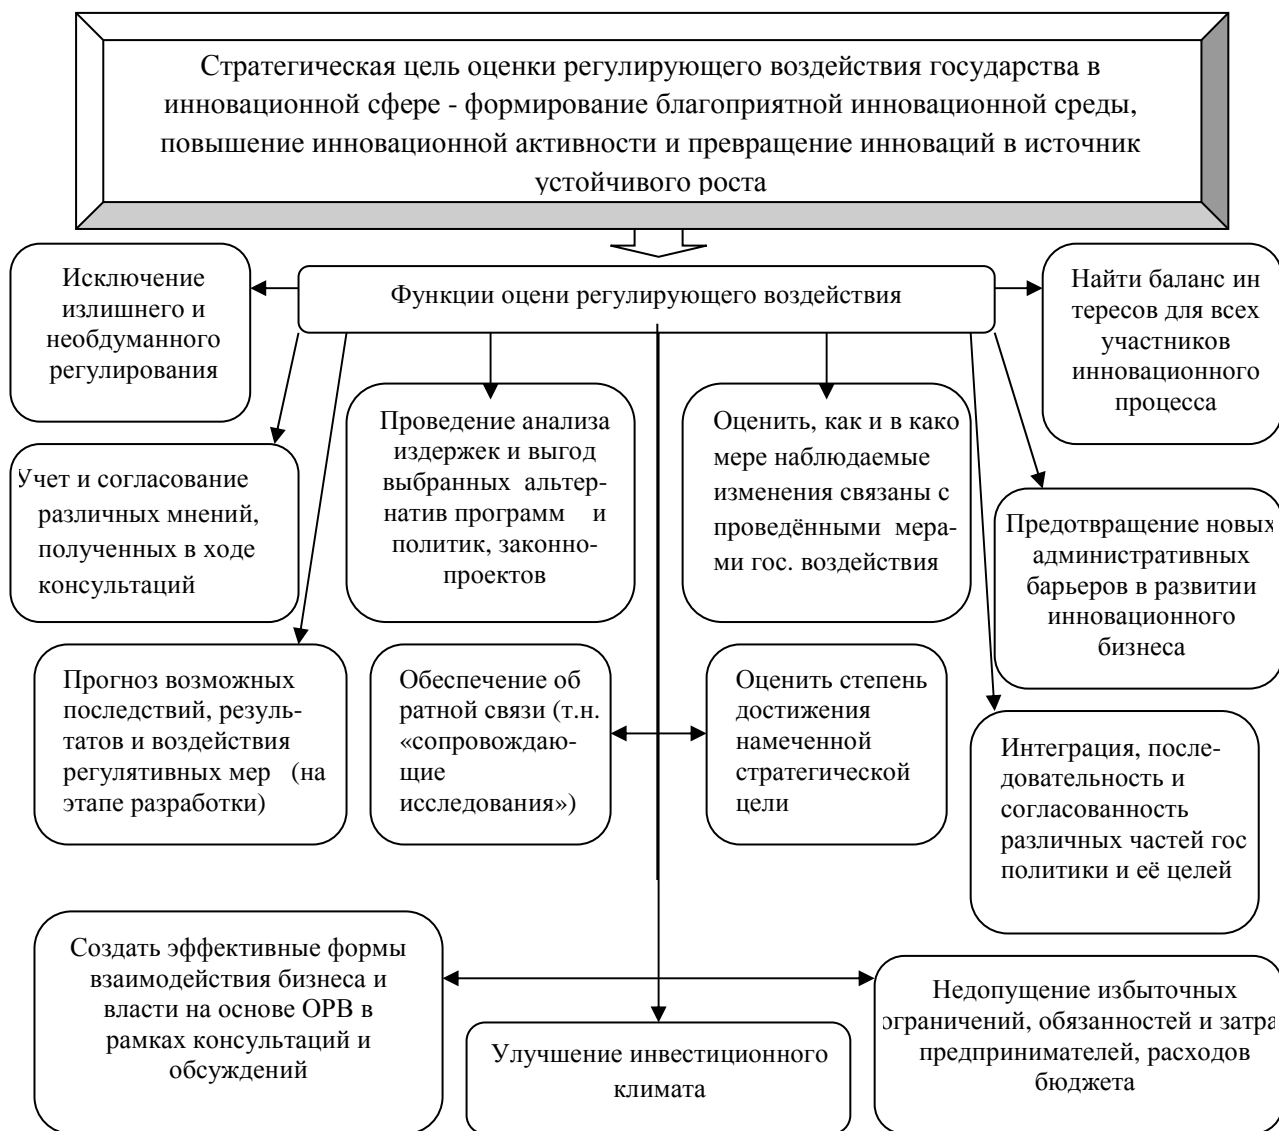 Стратегическая цель оценки регулирующего воздействия государства в
инновационной сфере - формирование благоприятной инновационной среды,
повышение инновационной активности и превращение инноваций в источник
устойчивого роста
Функции оцени регулирующего воздействия
Исключение
излишнего и
необдуманного
регулирования
Найти баланс ин
тересов для всех
участников
инновационного
процесса
Учет и согласование
различных мнений,
полученных в ходе
консультаций
Проведение анализа
издержек и выгод
выбранных альтер-
натив программ и
политик, законно-
проектов
Оценить, как и в како
мере наблюдаемые
изменения связаны с
проведёнными мера-
ми гос. воздействия
Предотвращение новых
административных
барьеров в развитии
инновационного
бизнеса
Прогноз возможных
последствий, резуль-
татов и воздействия
регулятивных мер (на
этапе разработки)
Обеспечение об
ратной связи (т.н.
«сопровождаю-
щие
исследования»)
Оценить степень
достижения
намеченной
стратегической
цели
Интеграция, после-
довательность и
согласованность
различных частей гос
политики и её целей
Создать эффективные формы
взаимодействия бизнеса и
власти на основе ОРВ в
рамках консультаций и
обсуждений
Улучшение инвестиционного
климата
Недопущение избыточных
ограничений, обязанностей и затра
предпринимателей, расходов
бюджета